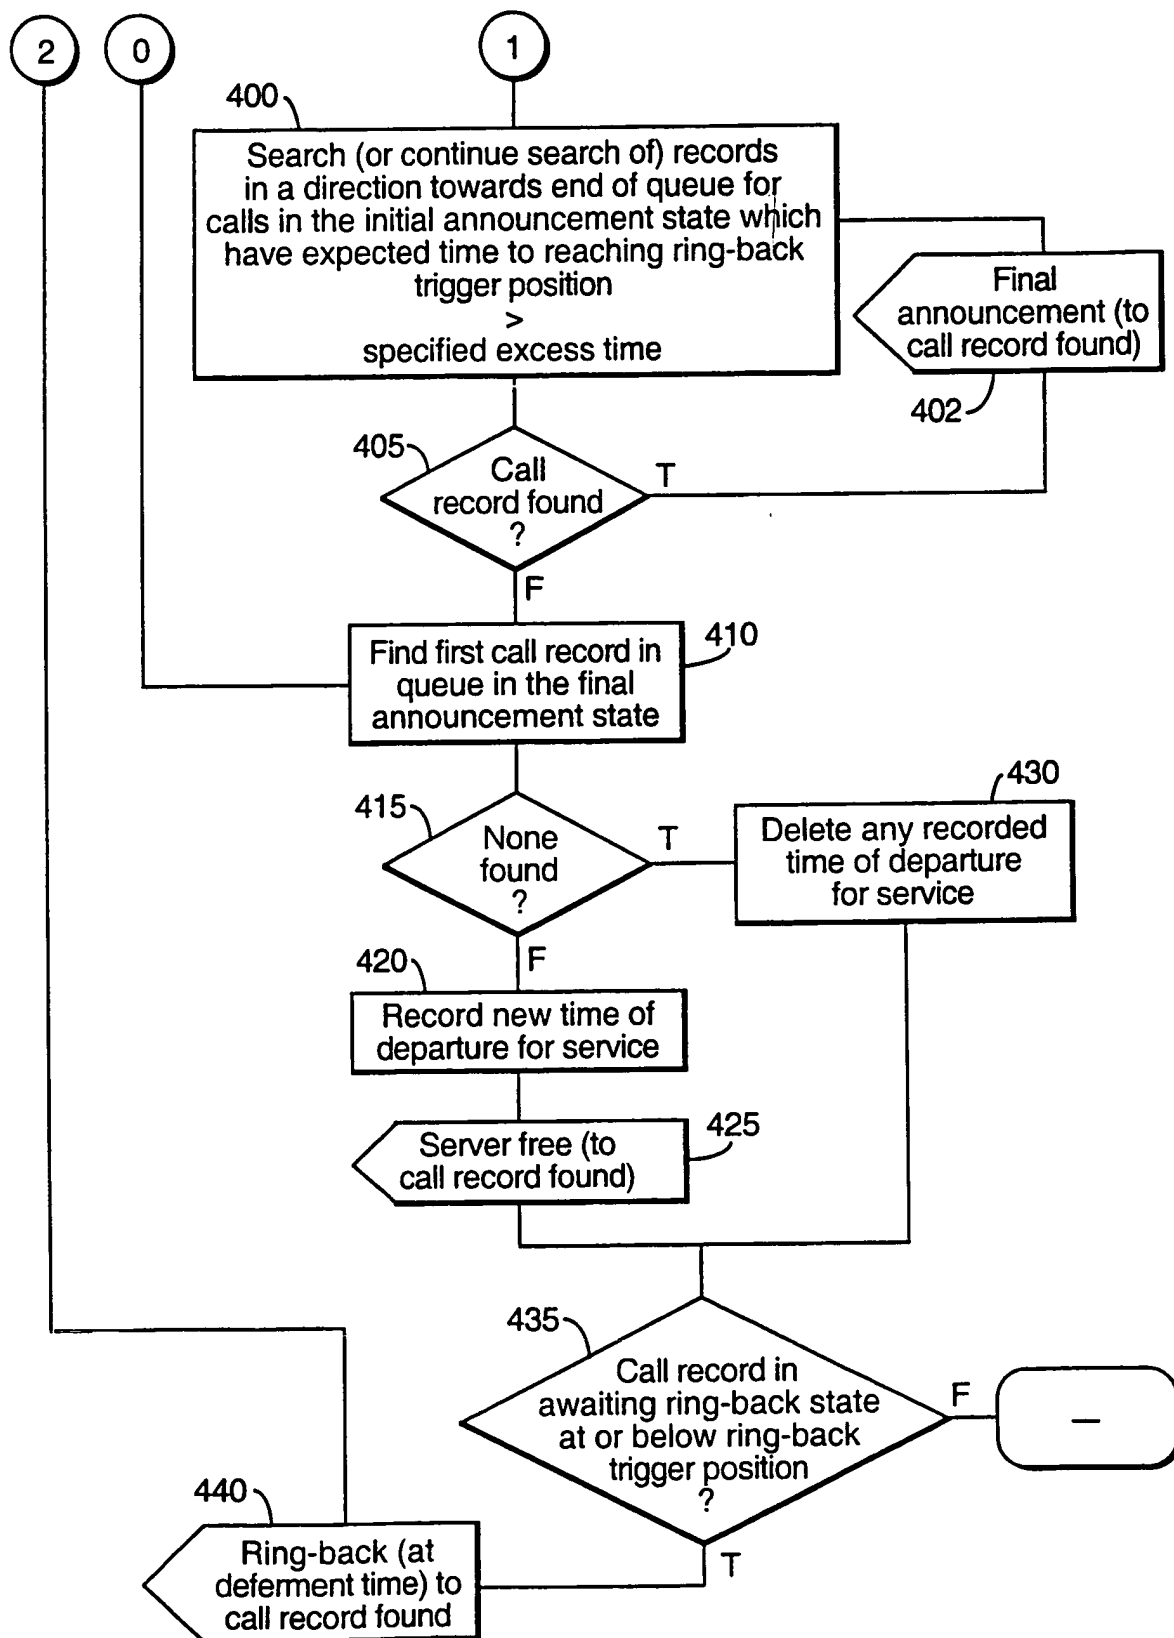 2
0
1
400
Search (or continue search of) records
in a direction towards end of queue for
calls in the initial announcement state which
have expected time to reaching ring-back
trigger position
>
specified excess time
Final
announcement (to
call record found)
402
405
Call
record found
?
T
F
410
Find first call record in
queue in the final
announcement state
415
None
found
?
T
F
430
Delete any recorded
time of departure
for service
420
Record new time of
departure for service
425
Server free (to
call record found)
435
Call record in
awaiting ring-back state
at or below ring-back
trigger position
?
F
–
T
440
Ring-back (at
deferment time) to
call record found